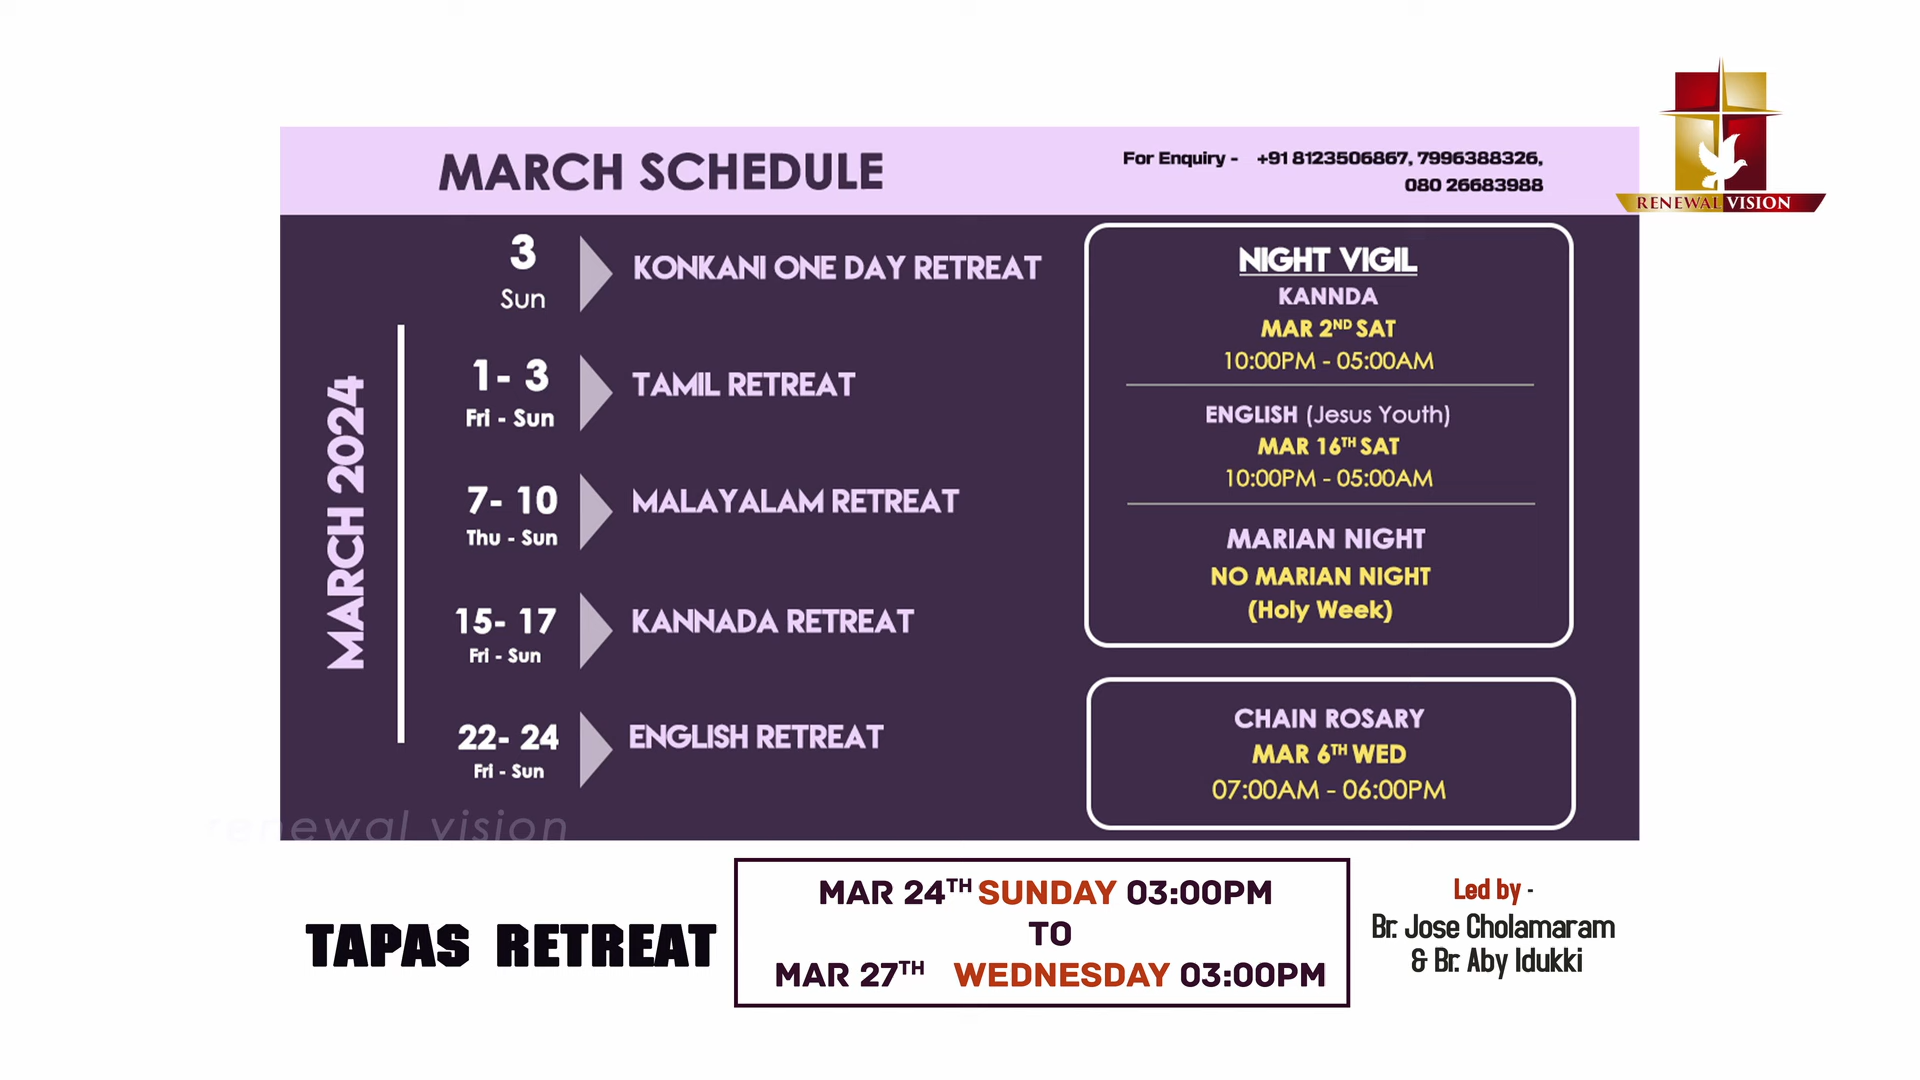 MARCH SCHEDULE
For Enquiry - +91 8123506867, 7996388326,
080 26683988
RENEWAL VISION
MARCH 2024
3
Sun
KONKANI ONE DAY RETREAT
1- 3
Fri - Sun
TAMIL RETREAT
7- 10
Thu - Sun
MALAYALAM RETREAT
15- 17
Fri - Sun
KANNADA RETREAT
22- 24
Fri - Sun
ENGLISH RETREAT
NIGHT VIGIL
KANNDA
MAR 2ND SAT
10:00PM - 05:00AM
ENGLISH (Jesus Youth)
MAR 16TH SAT
10:00PM - 05:00AM
MARIAN NIGHT
NO MARIAN NIGHT
(Holy Week)
CHAIN ROSARY
MAR 6TH WED
07:00AM - 06:00PM
renewal vision
TAPAS RETREAT
MAR 24TH SUNDAY 03:00PM
TO
MAR 27TH WEDNESDAY 03:00PM
Led by -
Br. Jose Cholamaram
& Br. Aby Idukki